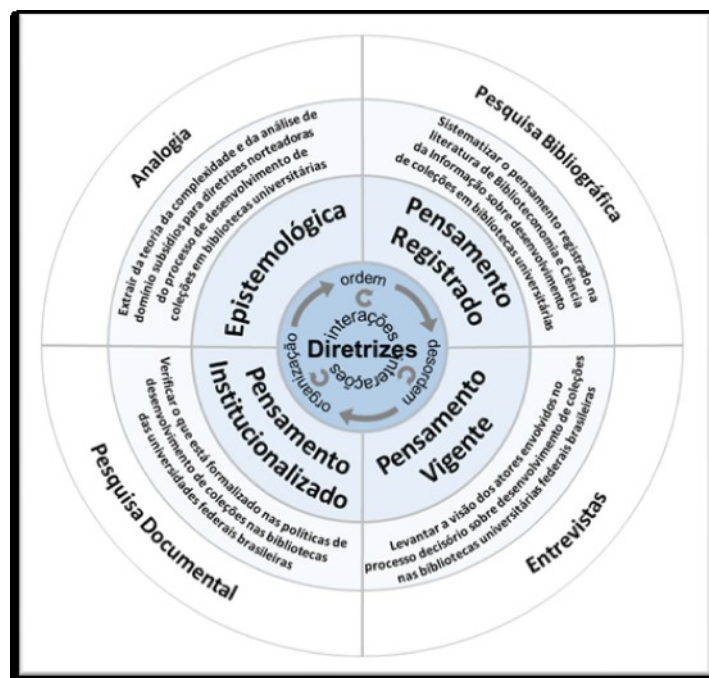 Analogia
Extrair da teoria da complexidade e da análise de
domínio subsídios para diretrizes norteadoras
do processo de desenvolvimento de
coleções em bibliotecas universitárias
Epistemológica
Pesquisa Bibliográfica
Sistematizar o pensamento registrado na
literatura de Biblioteconomia e Ciência
da Informação sobre desenvolvimento
de coleções em bibliotecas universitárias
Pensamento
Registrado
ordem
interações
Diretrizes
interações
desordem
organização
Pensamento
Institucionalizado
Verificar o que está formalizado nas políticas de
desenvolvimento de coleções nas bibliotecas
das universidades federais brasileiras
Pesquisa Documental
Pensamento
Vigente
Levantar a visão dos atores envolvidos no
processo decisório sobre desenvolvimento de coleções
nas bibliotecas universitárias federais brasileiras
Entrevistas